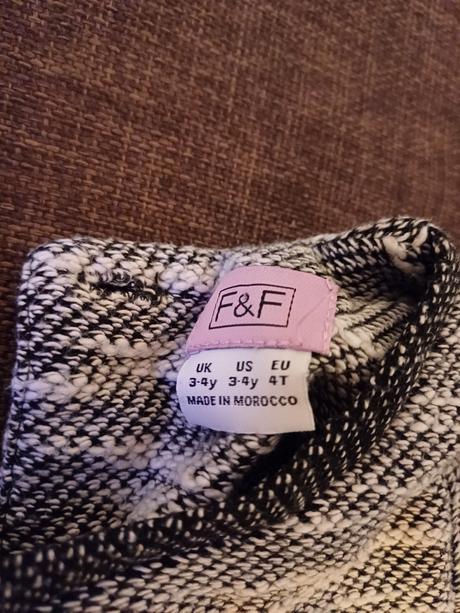 F&F
UK US EU
3-4y 3-4y 4T
MADE IN MOROCCO